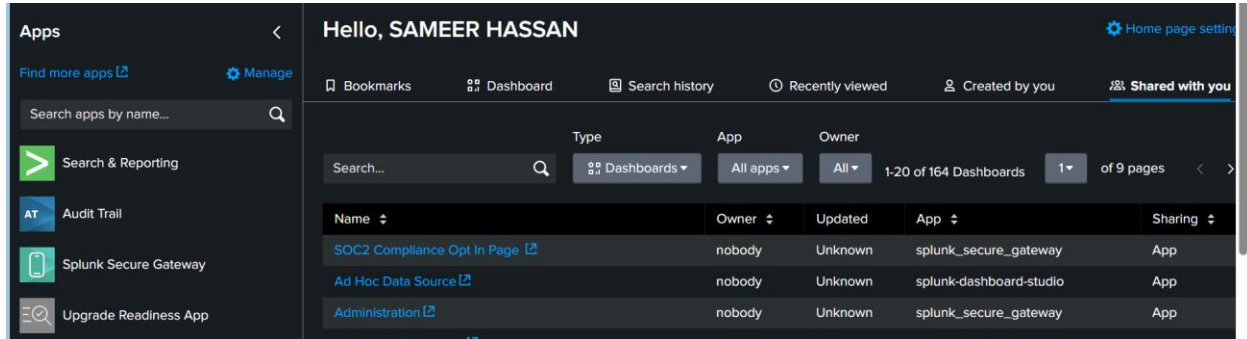 Apps
Find more apps
Manage
Search apps by name...
Search & Reporting
AT
Audit Trail
Splunk Secure Gateway
Upgrade Readiness App
Hello, SAMEER HASSAN
Home page setting
Bookmarks Dashboard Search history Recently viewed Created by you Shared with you
Type App Owner
Search... Dashboards All apps All 1-20 of 164 Dashboards 1 of 9 pages
Name Owner Updated App Sharing
SOC2 Compliance Opt In Page nobody Unknown splunk_secure_gateway App
Ad Hoc Data Source nobody Unknown splunk-dashboard-studio App
Administration nobody Unknown splunk_secure_gateway App